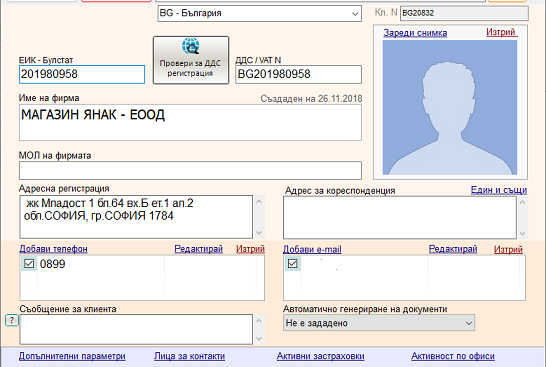 BG - България
Кл. N BG20832
Зареди снимка Изтрий
ЕИК - Булстат
Провери за ДДС регистрация
ДДС / VAT N
201980958
BG201980958
Име на фирма
Създаден на 26.11.2018
МАГАЗИН ЯНАК - ЕООД
МОЛ на фирмата
Адресна регистрация
Адрес за кореспонденция
Един и същи
жк Младост 1 бл.64 вх.Б ет.1 ап.2
обл.СОФИЯ, гр.СОФИЯ 1784
Добави телефон Редактирай Изтрий
Добави e-mail Редактирай Изтрий
0899
Съобщение за клиента
Автоматично генериране на документи
?
Не е зададено
Допълнителни параметри Лица за контакти Активни застраховки Активност по офиси